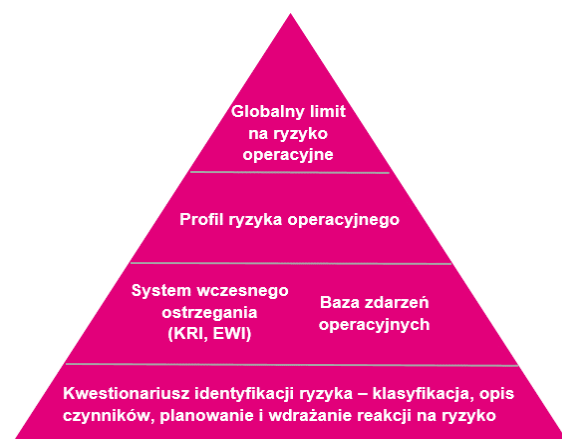 Globalny limit
na ryzyko
operacyjne
Profil ryzyka operacyjnego
System wczesnego
ostrzegania
(KRI, EWI)
Baza zdarzeń
operacyjnych
Kwestionariusz identyfikacji ryzyka – klasyfikacja, opis
czynników, planowanie i wdrażanie reakcji na ryzyko